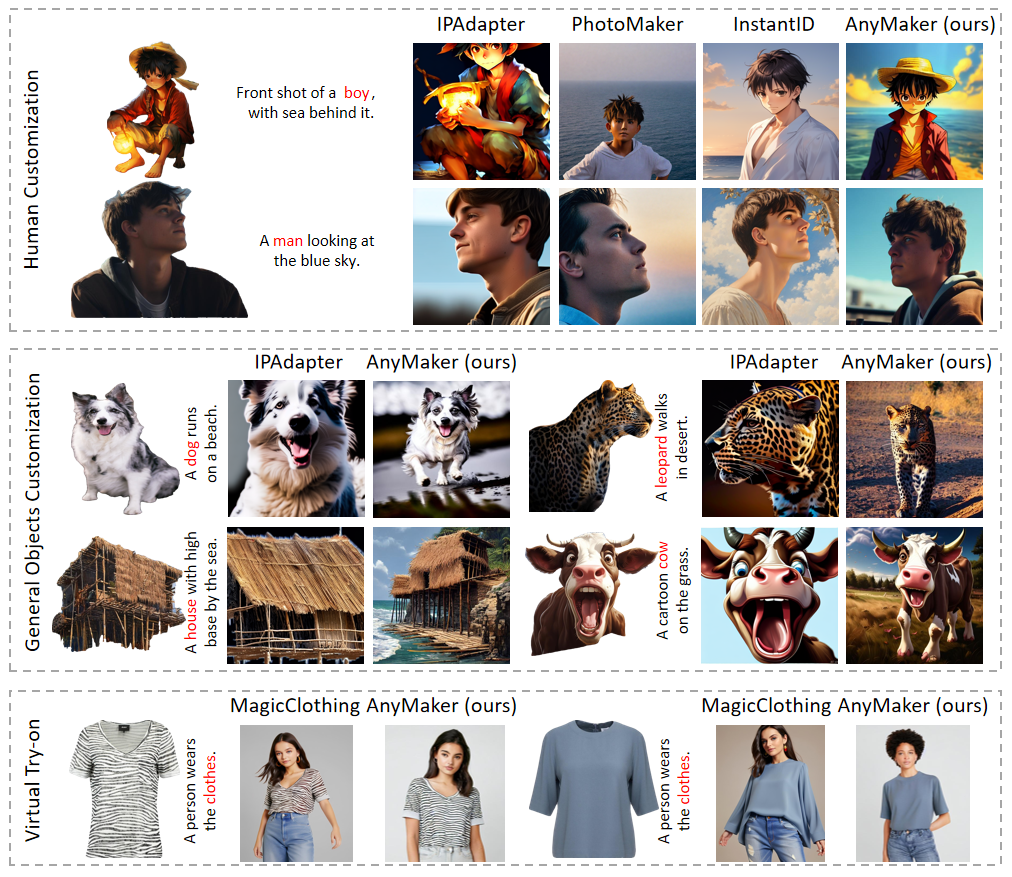 IPAdapter
PhotoMaker
InstantID
AnyMaker (ours)
Human Customization
Front shot of a boy,
with sea behind it.
A man looking at
the blue sky.
IPAdapter
AnyMaker (ours)
IPAdapter
AnyMaker (ours)
General Objects Customization
A dog runs
on a beach.
A leopard walks
in desert.
A house with high
base by the sea.
A cartoon cow
on the grass.
MagicClothing
AnyMaker (ours)
MagicClothing
AnyMaker (ours)
Virtual Try-on
A person wears
the clothes.
A person wears
the clothes.